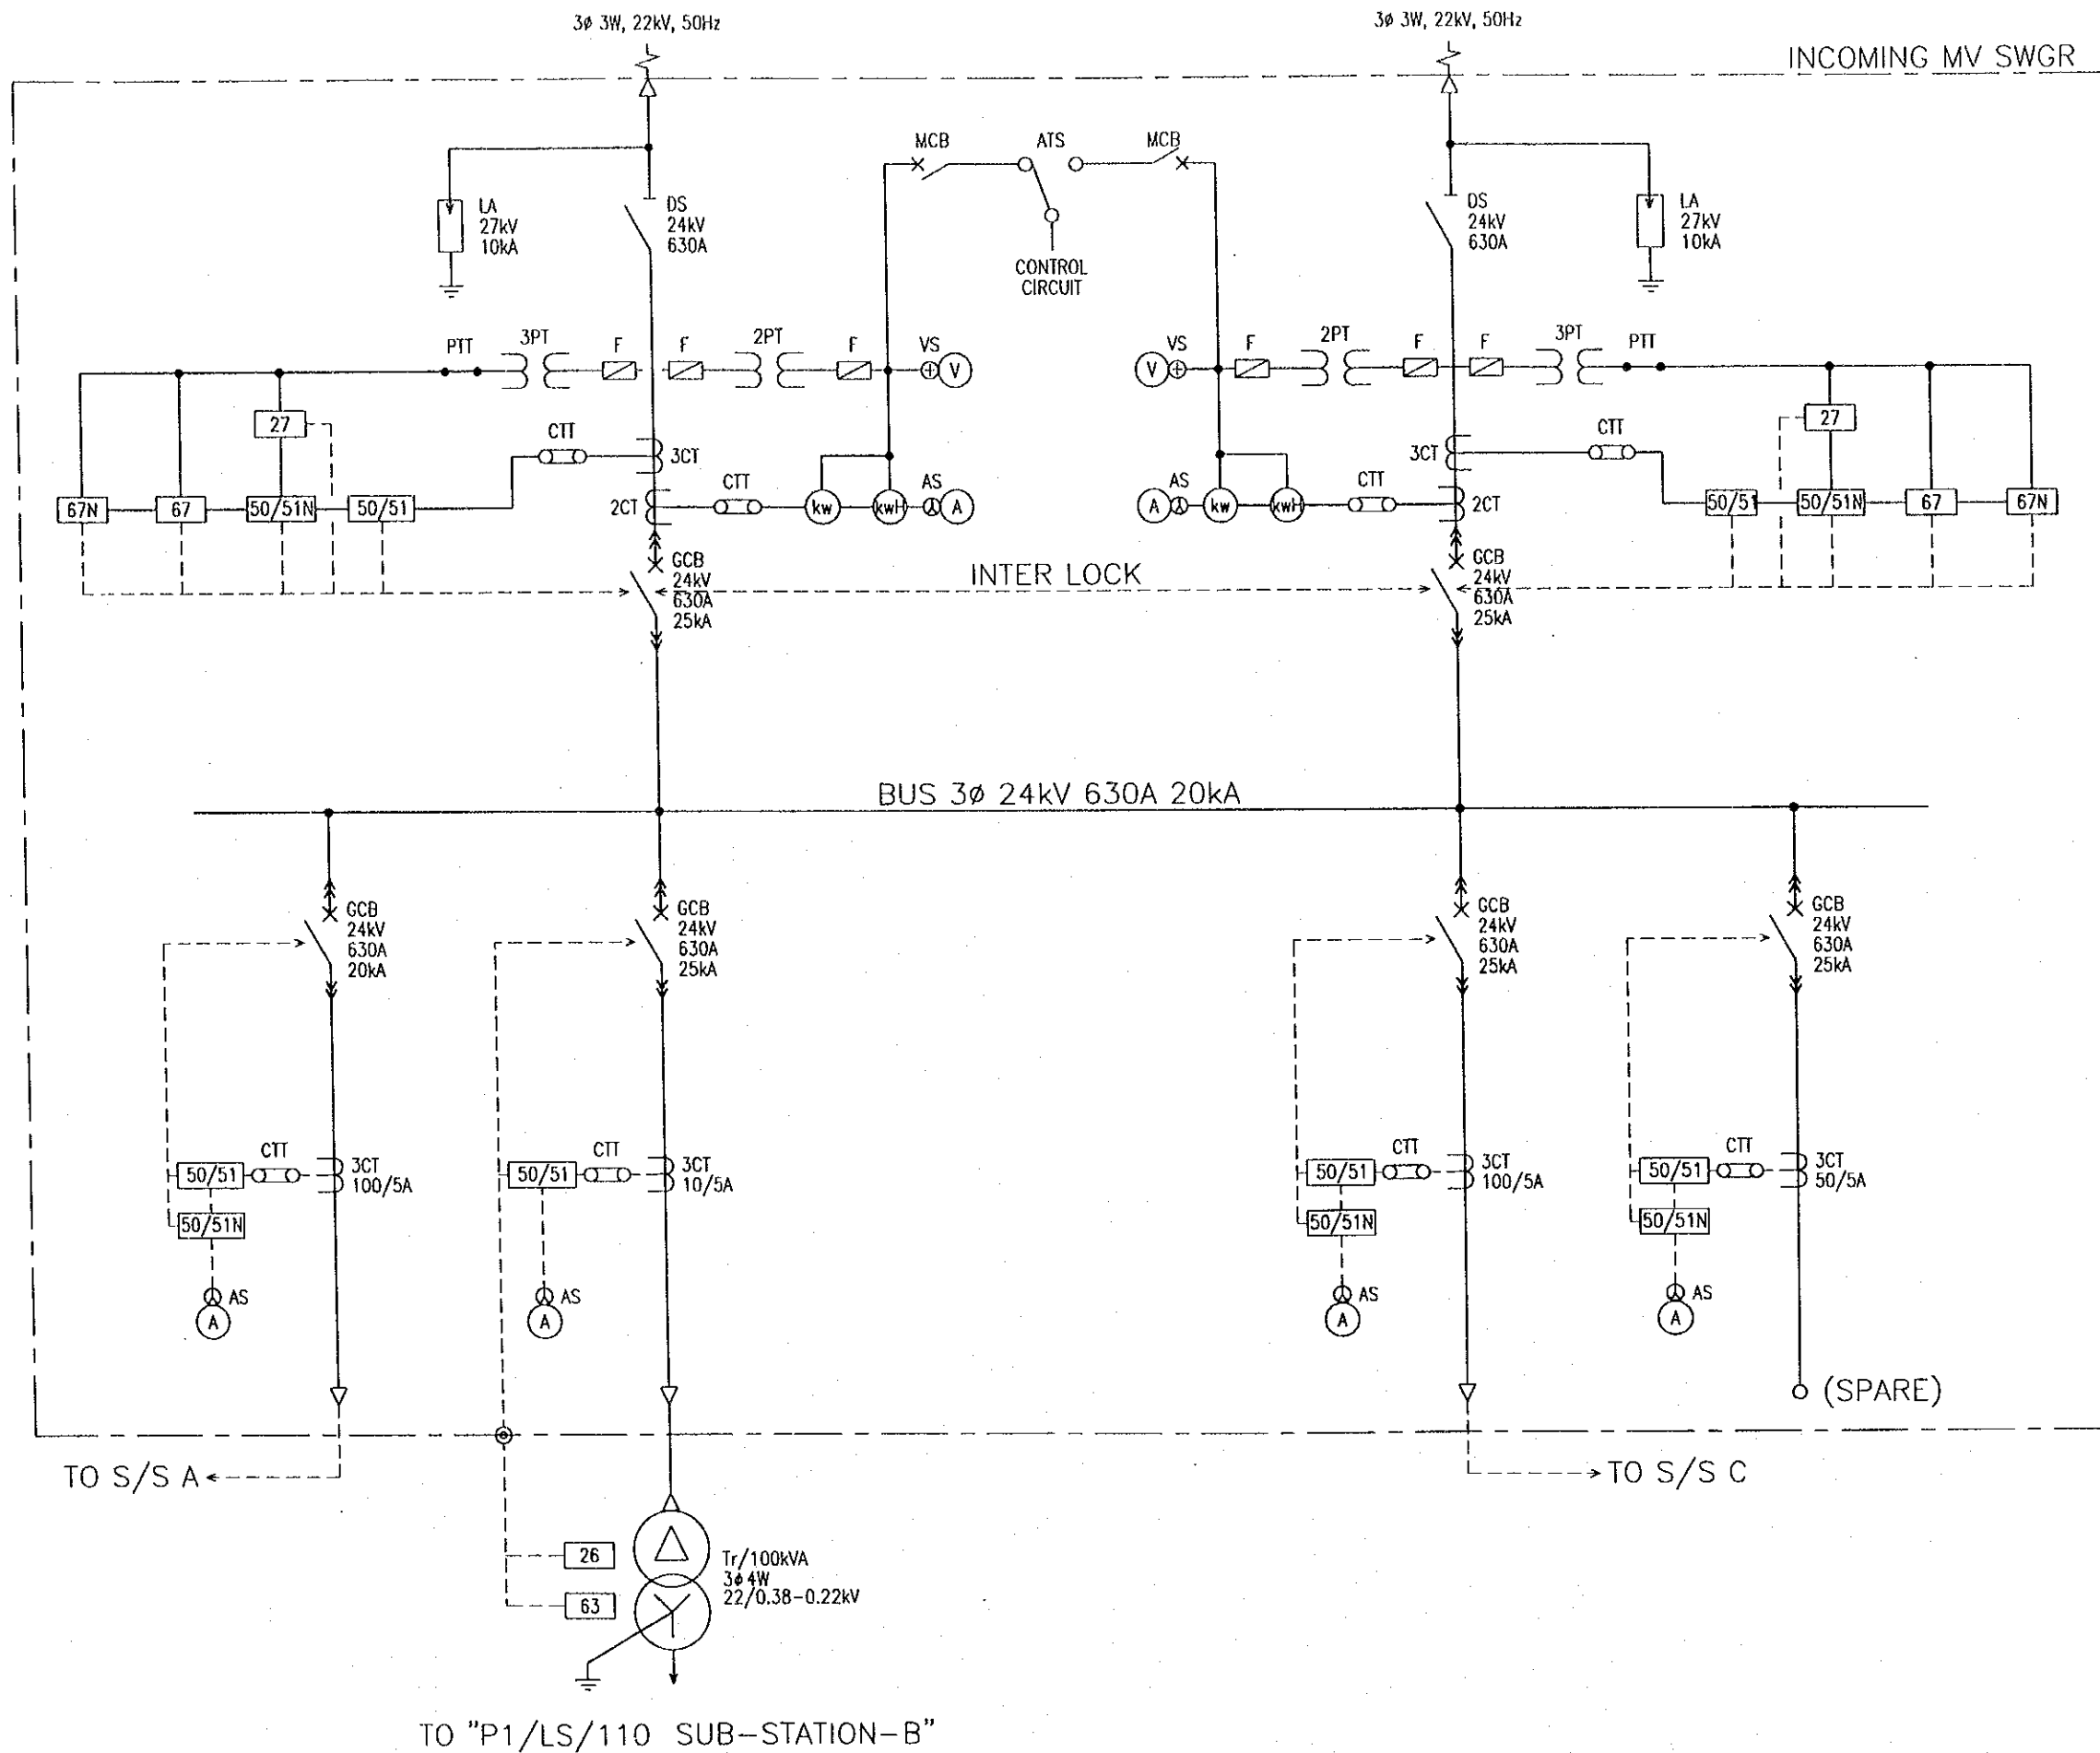 3ø 3W, 22kV, 50Hz
3ø 3W, 22kV, 50Hz
INCOMING MV SWGR
MCB
ATS
MCB
LA
27kV
10kA
DS
24kV
630A
CONTROL
CIRCUIT
DS
24kV
630A
LA
27kV
10kA
PTT
3PT
F
F
2PT
F
VS
V
V
VS
F
2PT
F
F
3PT
PTT
27
27
CTT
3CT
3CT
CTT
67N
67
50/51N
50/51
2CT
CTT
kw
kwH
AS
A
A
AS
kw
kwH
CTT
2CT
50/51
50/51N
67
67N
GCB
24kV
630A
25kA
INTER LOCK
GCB
24kV
630A
25kA
BUS 3ø 24kV 630A 20kA
GCB
24kV
630A
20kA
GCB
24kV
630A
25kA
GCB
24kV
630A
25kA
GCB
24kV
630A
25kA
50/51
CTT
3CT
100/5A
50/51N
AS
A
50/51
CTT
3CT
10/5A
AS
A
50/51
CTT
3CT
100/5A
50/51N
AS
A
50/51
CTT
3CT
50/5A
50/51N
AS
A
(SPARE)
TO S/S A
TO S/S C
26
63
Tr/100kVA
3ø4W
22/0.38-0.22kV
TO "P1/LS/110 SUB-STATION-B"